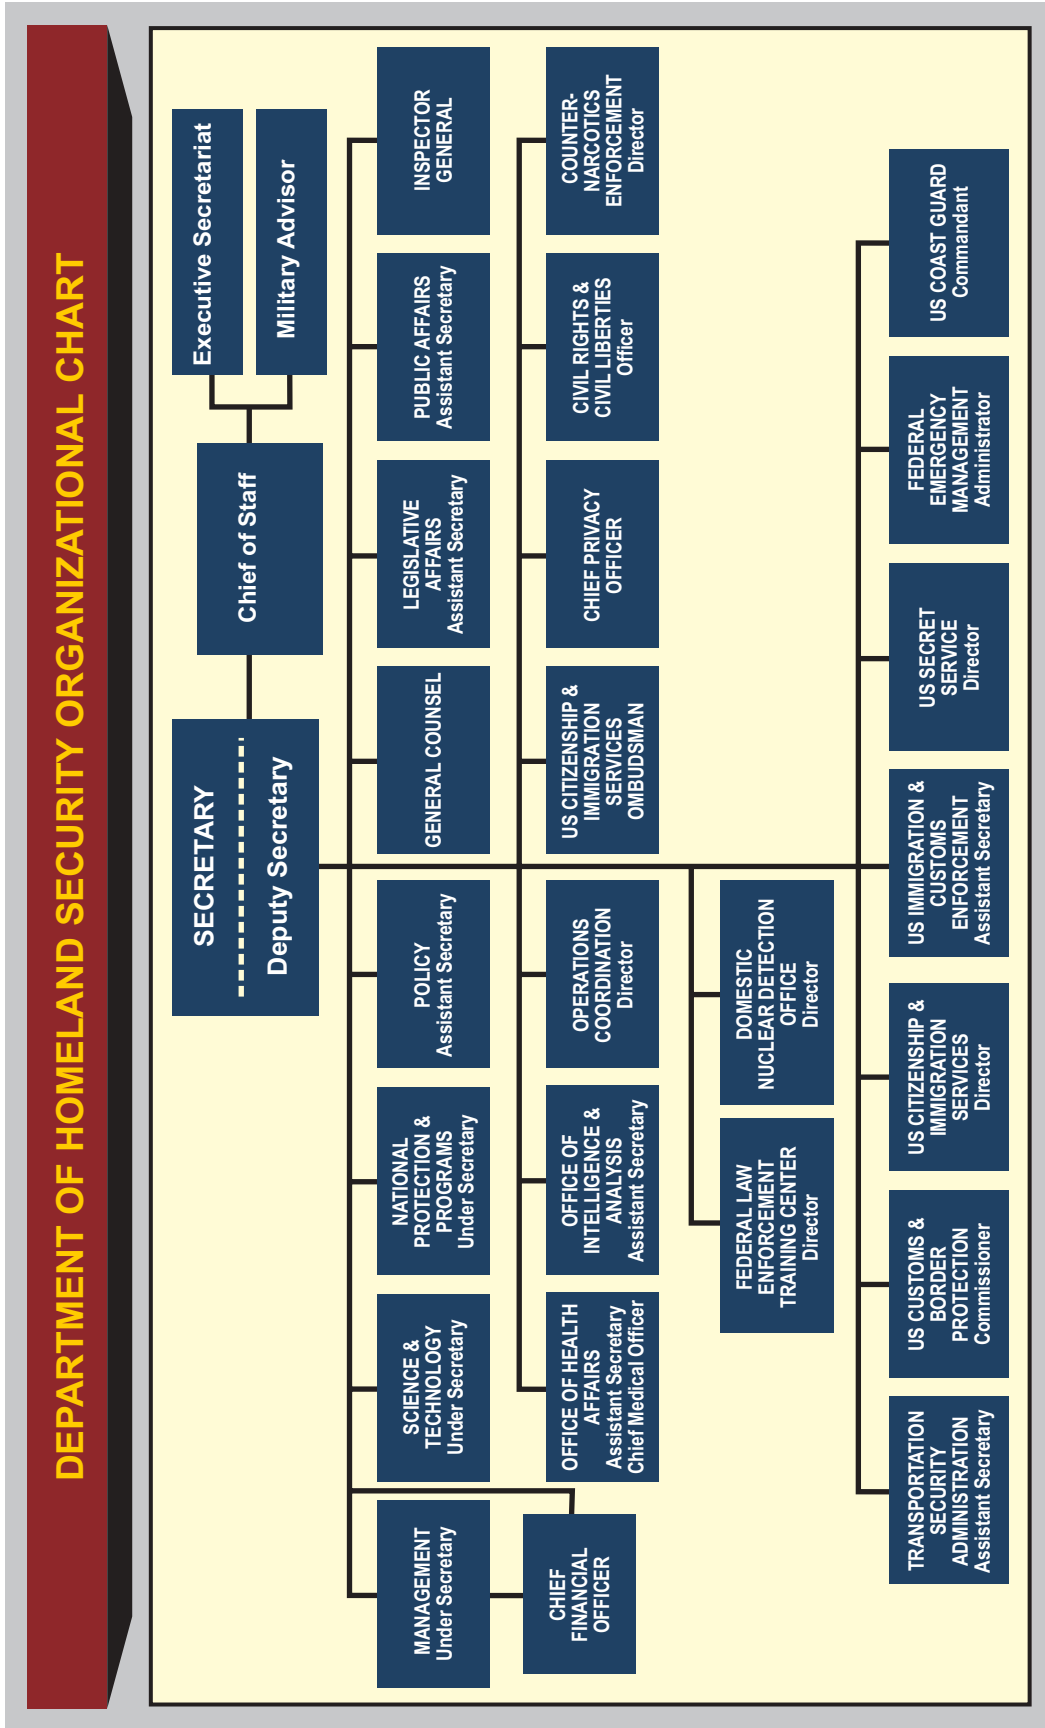 DEPARTMENT OF HOMELAND SECURITY ORGANIZATIONAL CHART
SECRETARY
Deputy Secretary
Chief of Staff
Executive Secretariat
Military Advisor
MANAGEMENT
Under Secretary
CHIEF
FINANCIAL
OFFICER
SCIENCE &
TECHNOLOGY
Under Secretary
NATIONAL
PROTECTION &
PROGRAMS
Under Secretary
POLICY
Assistant Secretary
GENERAL COUNSEL
LEGISLATIVE
AFFAIRS
Assistant Secretary
PUBLIC AFFAIRS
Assistant Secretary
INSPECTOR
GENERAL
OFFICE OF HEALTH
AFFAIRS
Assistant Secretary
Chief Medical Officer
OFFICE OF
INTELLIGENCE &
ANALYSIS
Assistant Secretary
OPERATIONS
COORDINATION
Director
US CITIZENSHIP &
IMMIGRATION
SERVICES
OMBUDSMAN
CHIEF PRIVACY
OFFICER
CIVIL RIGHTS &
CIVIL LIBERTIES
Officer
COUNTER-
NARCOTICS
ENFORCEMENT
Director
FEDERAL LAW
ENFORCEMENT
TRAINING CENTER
Director
DOMESTIC
NUCLEAR DETECTION
OFFICE
Director
TRANSPORTATION
SECURITY
ADMINISTRATION
Assistant Secretary
US CUSTOMS &
BORDER
PROTECTION
Commissioner
US CITIZENSHIP &
IMMIGRATION
SERVICES
Director
US IMMIGRATION &
CUSTOMS
ENFORCEMENT
Assistant Secretary
US SECRET
SERVICE
Director
FEDERAL
EMERGENCY
MANAGEMENT
Administrator
US COAST GUARD
Commandant